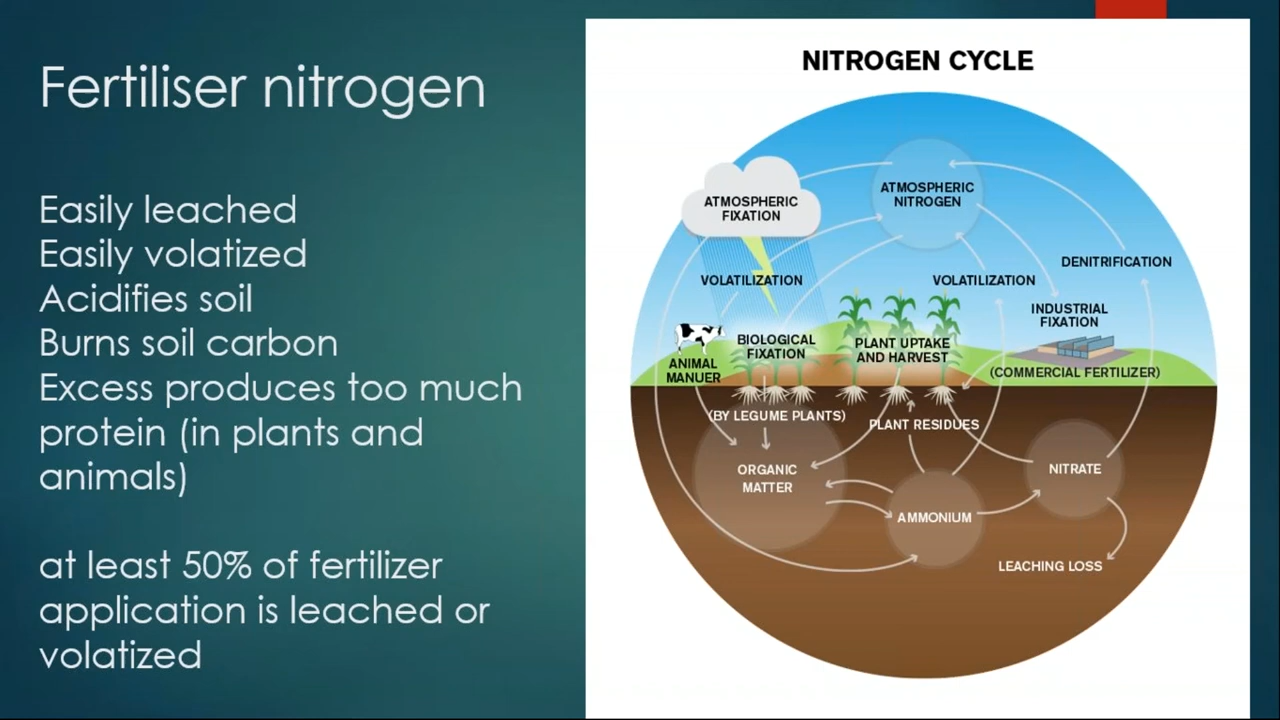 Fertiliser nitrogen
Easily leached
Easily volatized
Acidifies soil
Burns soil carbon
Excess produces too much
protein (in plants and
animals)
at least 50% of fertilizer
application is leached or
volatized
NITROGEN CYCLE
ATMOSPHERIC
FIXATION
ATMOSPHERIC
NITROGEN
VOLATILIZATION
VOLATILIZATION
DENITRIFICATION
INDUSTRIAL
FIXATION
(COMMERCIAL FERTILIZER)
ANIMAL
MANUER
BIOLOGICAL
FIXATION
(BY LEGUME PLANTS)
PLANT UPTAKE
AND HARVEST
PLANT RESIDUES
ORGANIC
MATTER
AMMONIUM
NITRATE
LEACHING LOSS